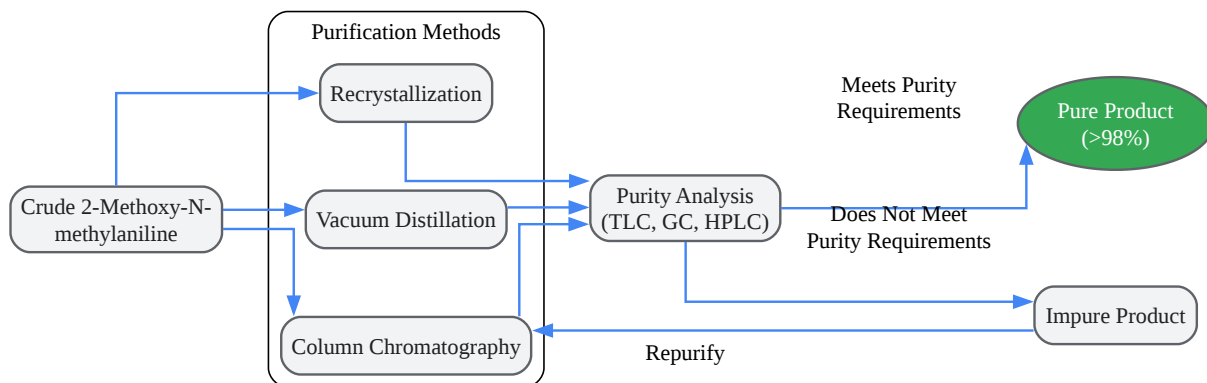 Purification Methods
Recrystallization
Crude 2-Methoxy-N-
methylaniline
Vacuum Distillation
Column Chromatography
Purity Analysis
(TLC, GC, HPLC)
Meets Purity
Requirements
Pure Product
(>98%)
Does Not Meet
Purity Requirements
Impure Product
Repurify